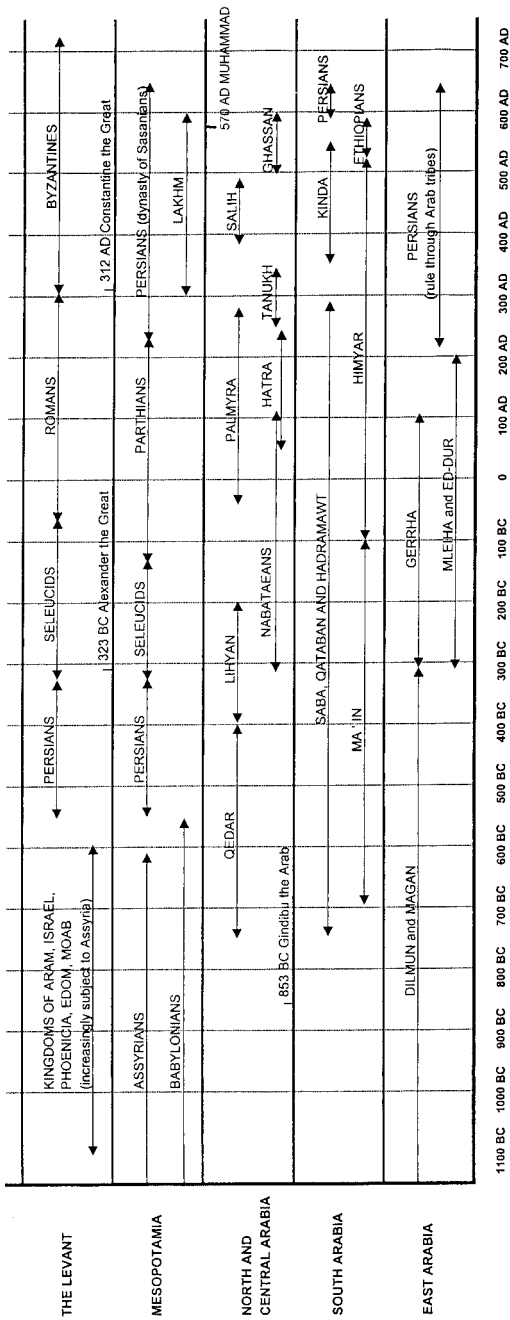 THE LEVANT
KINGDOMS OF ARAM, ISRAEL,
PHOENICIA, EDOM, MOAB
(increasingly subject to Assyria)
PERSIANS
SELEUCIDS
ROMANS
BYZANTINES
323 BC Alexander the Great
312 AD Constantine the Great
MESOPOTAMIA
ASSYRIANS
BABYLONIANS
PERSIANS
SELEUCIDS
PARTHIANS
PERSIANS (dynasty of Sasanians)
LAKHM
570 AD MUHAMMAD
NORTH AND
CENTRAL ARABIA
853 BC Gindibu the Arab
QEDAR
LIHYAN
NABATAEANS
PALMYRA
HATRA
TANUKH
SALIH
GHASSAN
SOUTH ARABIA
SABA, QATABAN AND HADRAMAWT
MA'IN
HIMYAR
KINDA
ETHIOPIANS
PERSIANS
EAST ARABIA
DILMUN and MAGAN
GERRHA
MLEIHA and ED-DUR
PERSIANS
(rule through Arab tribes)
1100 BC
1000 BC
900 BC
800 BC
700 BC
600 BC
500 BC
400 BC
300 BC
200 BC
100 BC
0
100 AD
200 AD
300 AD
400 AD
500 AD
600 AD
700 AD